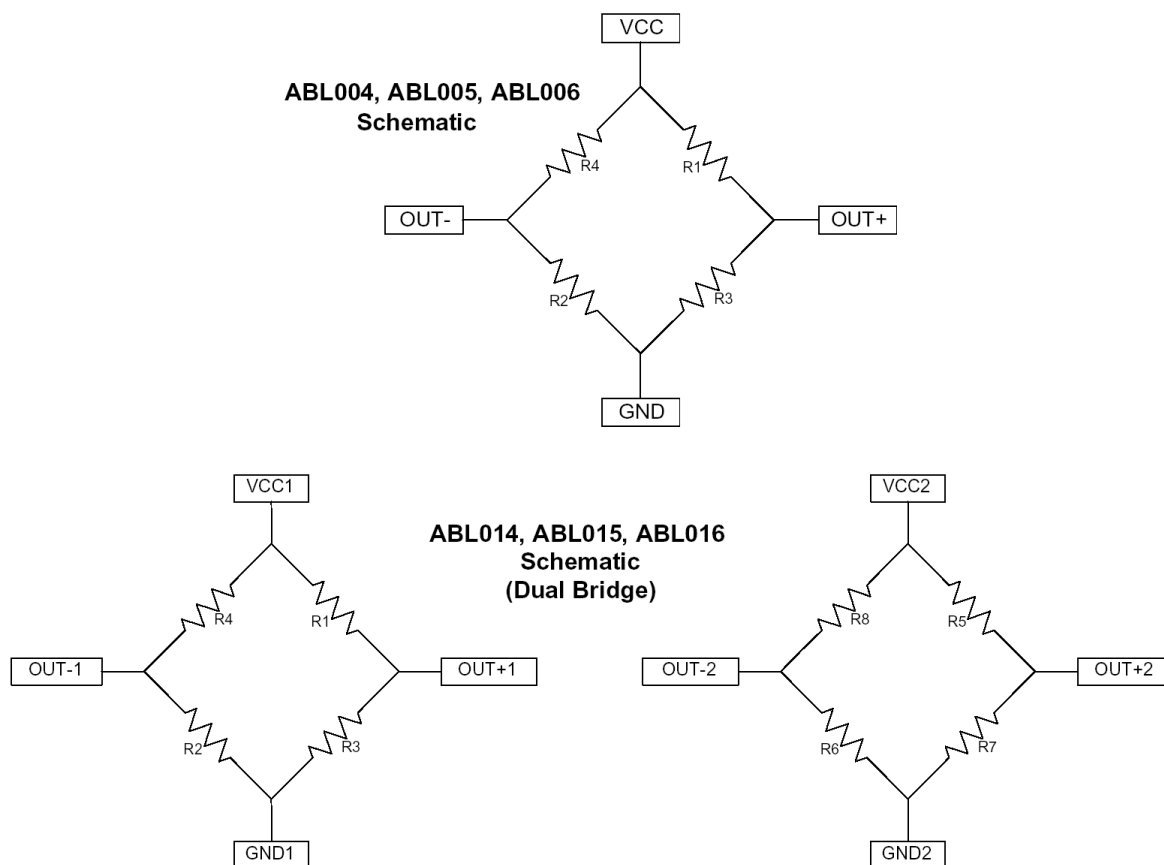 VCC
ABL004, ABL005, ABL006
Schematic
R4
R1
OUT-
OUT+
R2
R3
GND
VCC1
VCC2
ABL014, ABL015, ABL016
Schematic
(Dual Bridge)
R4
R1
R8
R5
OUT-1
OUT+1
OUT-2
OUT+2
R2
R3
R6
R7
GND1
GND2